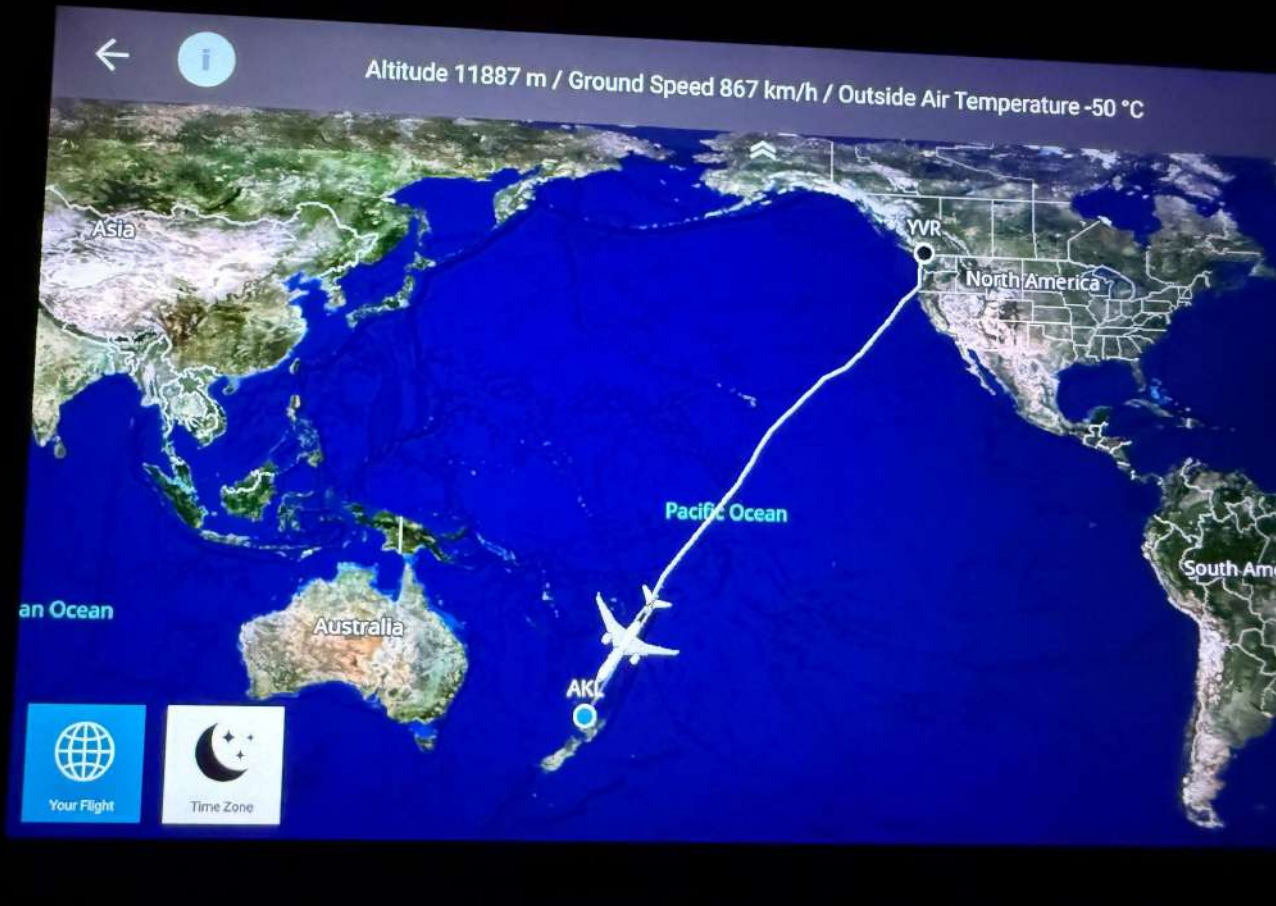 i
Altitude 11887 m / Ground Speed 867 km/h / Outside Air Temperature -50 °C
Asia
YVR
North America
Pacific Ocean
South Ame
an Ocean
Australia
AKL
Your Flight
Time Zone